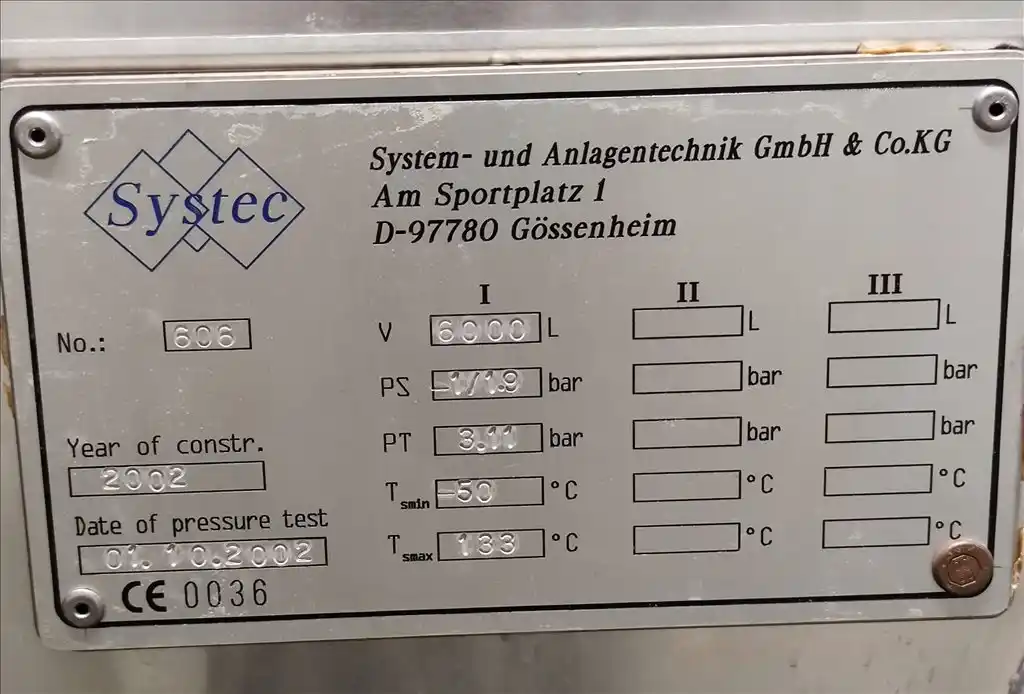 Systec
System- und Anlagentechnik GmbH & Co.KG
Am Sportplatz 1
D-97780 Gössenheim
I II III
No.: 606
V 6000 L L L
PS -1/1.9 bar bar bar
PT 3.11 bar bar bar
Year of constr.
2002
Tsmin -50 °C °C °C
Date of pressure test
01.10.2002
Tsmax 133 °C °C °C
CE 0036